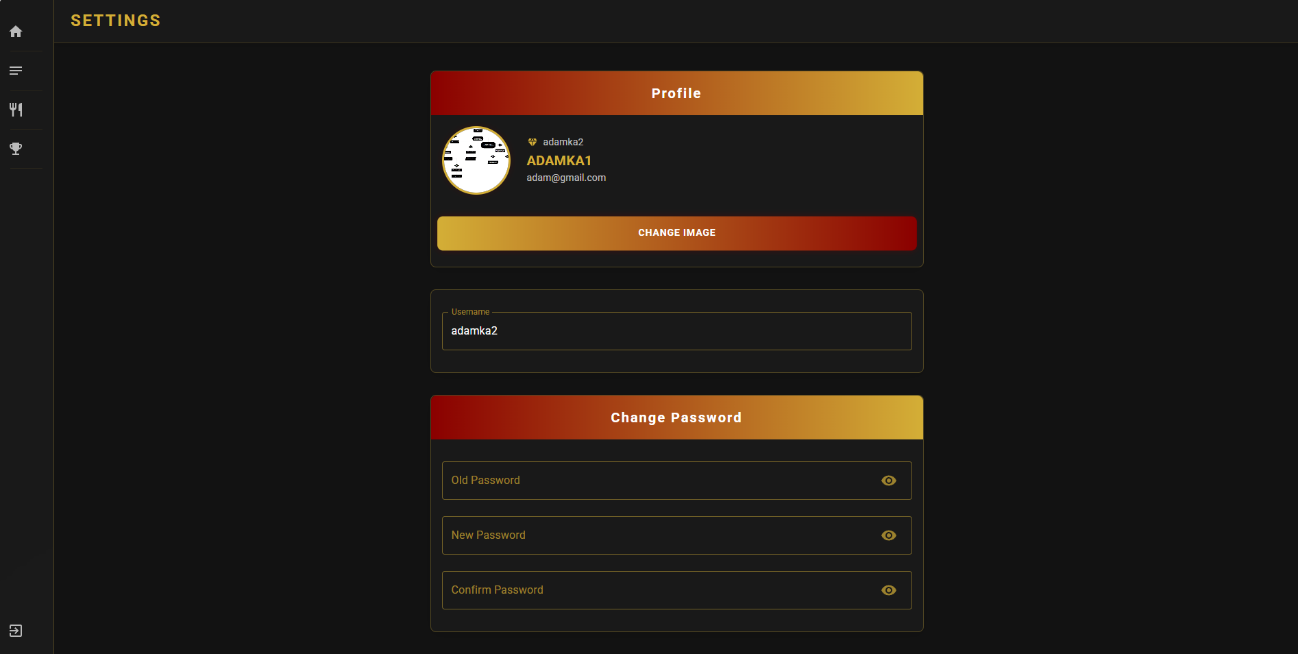 SETTINGS
Profile
adamka2
ADAMKA1
adam@gmail.com
CHANGE IMAGE
Username
adamka2
Change Password
Old Password
New Password
Confirm Password